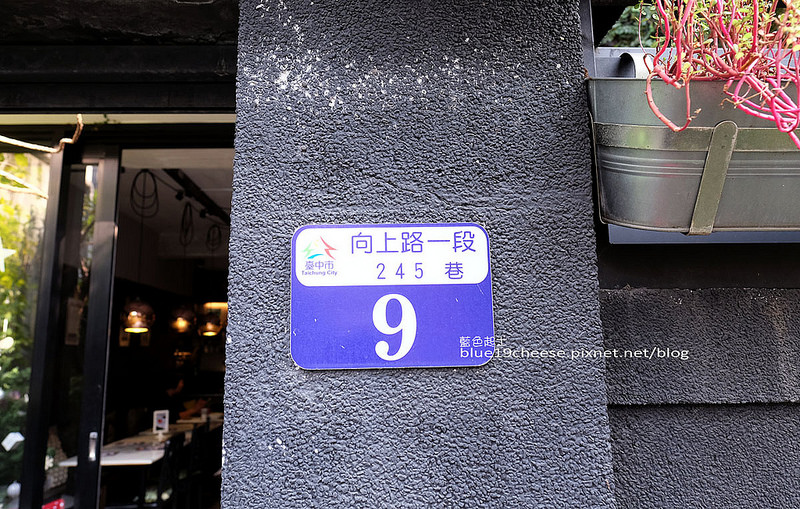 向上路一段
臺中市
Taichung City
245 巷
9
藍色起士
blue19cheese.pixnet.net/blog